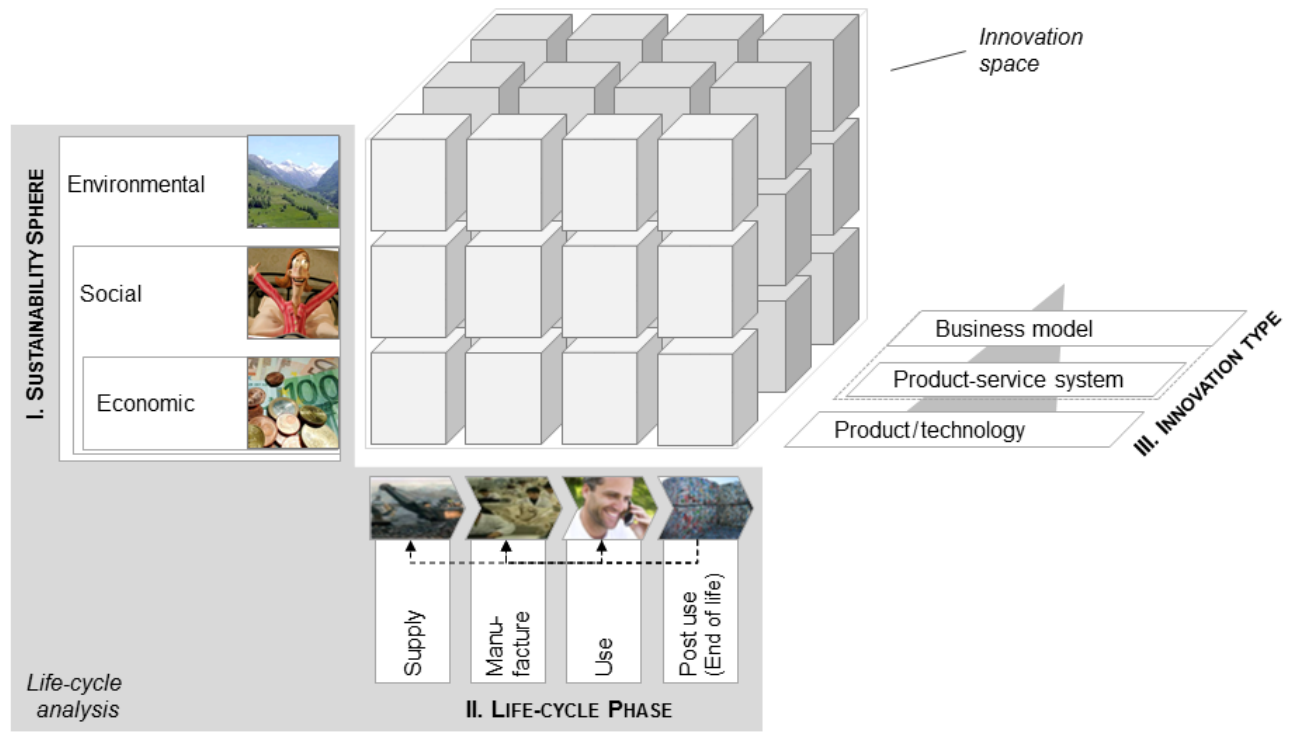 Innovation
space
I. SUSTAINABILITY SPHERE
Environmental
Social
Economic
100
Business model
Product-service system
Product/technology
III. INNOVATION TYPE
Supply
Manu-
facture
Use
Post use
(End of life)
Life-cycle
analysis
II. LIFE-CYCLE PHASE